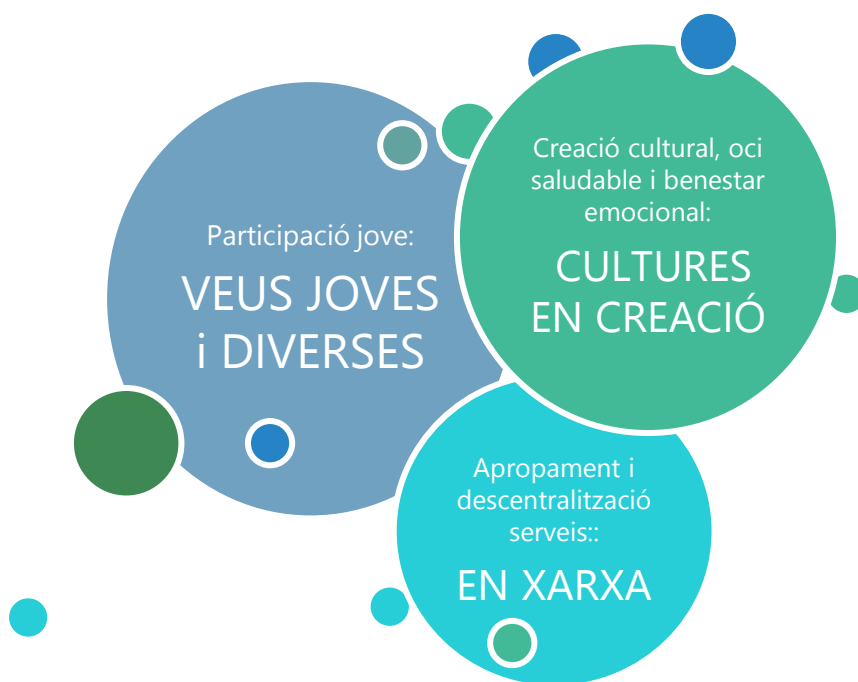 Participació jove:
VEUS JOVES
i DIVERSES
Creació cultural, oci
saludable i benestar
emocional:
CULTURES
EN CREACIÓ
Apropament i
descentralització
serveis::
EN XARXA